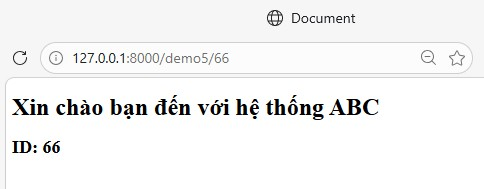 Document
127.0.0.1:8000/demo5/66
Xin chào bạn đến với hệ thống ABC
ID: 66